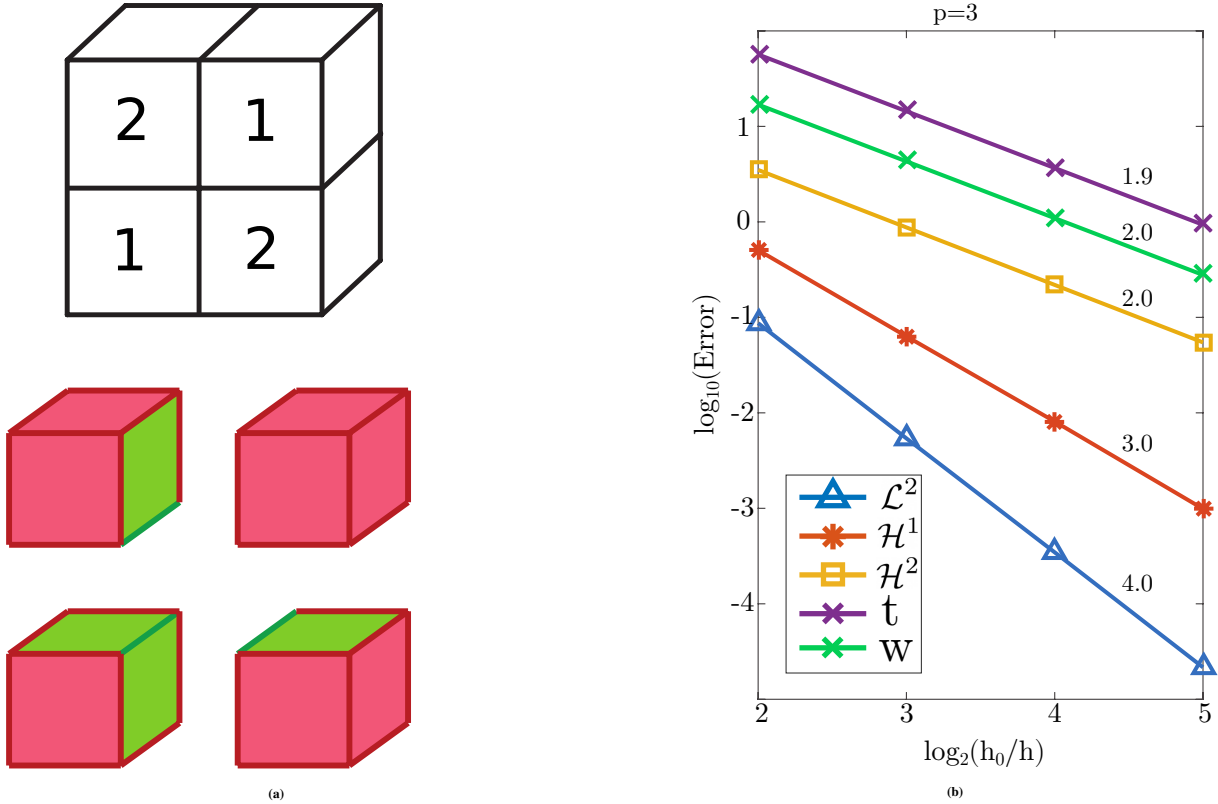 2 1
1 2
(a)
p=3
1
0
-1
-2
-3
-4
log₁₀(Error)
1.9
2.0
2.0
3.0
4.0
ℒ²
ℋ¹
ℋ²
t
w
2 3 4 5
log₂(h₀/h)
(b)